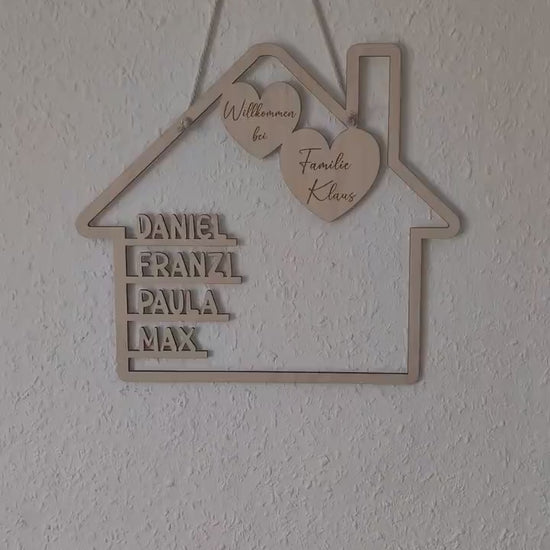 Willkommen
bei
Familie
Klaus
DANIEL
FRANZI
PAULA
MAX